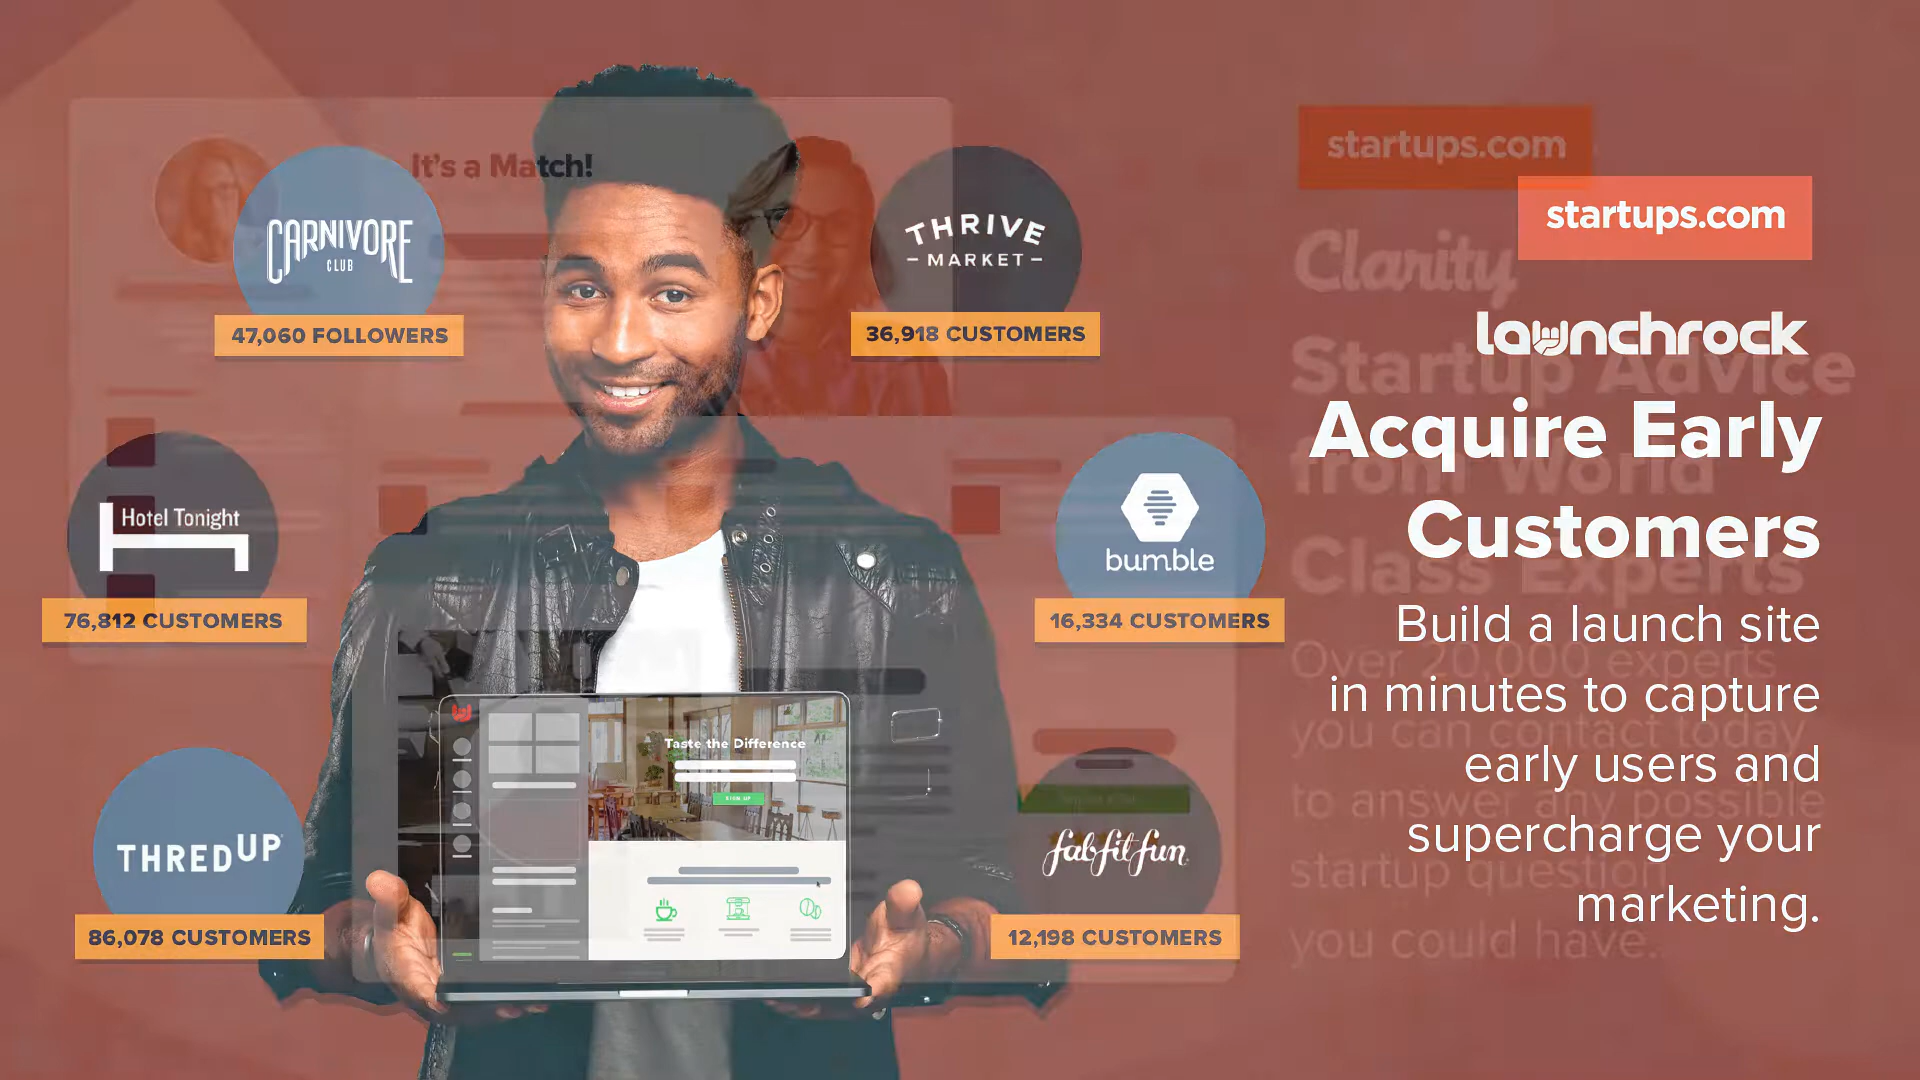 It's a Match!
CARNIVORE
CLUB
47,060 FOLLOWERS
THRIVE
MARKET
36,918 CUSTOMERS
Hotel Tonight
76,812 CUSTOMERS
bumble
16,334 CUSTOMERS
THREDUP
86,078 CUSTOMERS
fabfitfun
12,198 CUSTOMERS
Taste the Difference
SIGN UP
startups.com
startups.com
launchrock
Acquire Early
Customers
Build a launch site
in minutes to capture
early users and
supercharge your
marketing.
Clarity
Startup Advice
from World
Class Experts
Over 20,000 experts
you can contact today
to answer any possible
startup question
you could have.